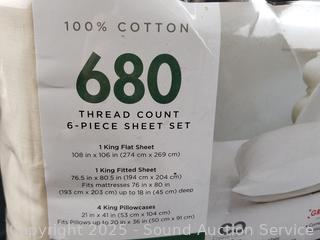 100% COTTON
680
THREAD COUNT
6-PIECE SHEET SET
1 King Flat Sheet
108 in x 106 in (274 cm x 269 cm)
1 King Fitted Sheet
76.5 in x 80.5 in (194 cm x 204 cm)
Fits mattresses 76 in x 80 in
(193 cm x 203 cm) up to 18 in (45 cm) deep
4 King Pillowcases
21 in x 41 in (53 cm x 104 cm)
Fits Pillows up to 20 in x 36 in (50 cm x 91 cm)
Copyright 2025 - Sound Auction Service